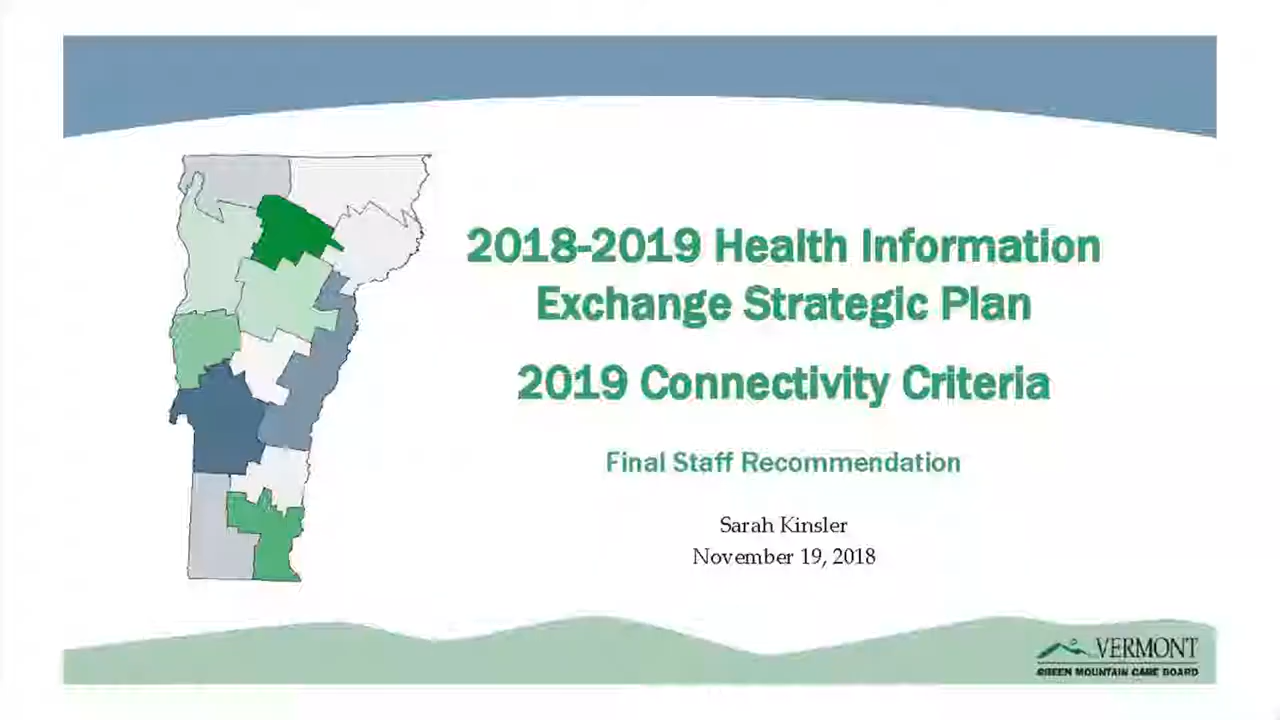 2018-2019 Health Information
Exchange Strategic Plan
2019 Connectivity Criteria
Final Staff Recommendation
Sarah Kinsler
November 19, 2018
VERMONT
GREEN MOUNTAIN CARE BOARD